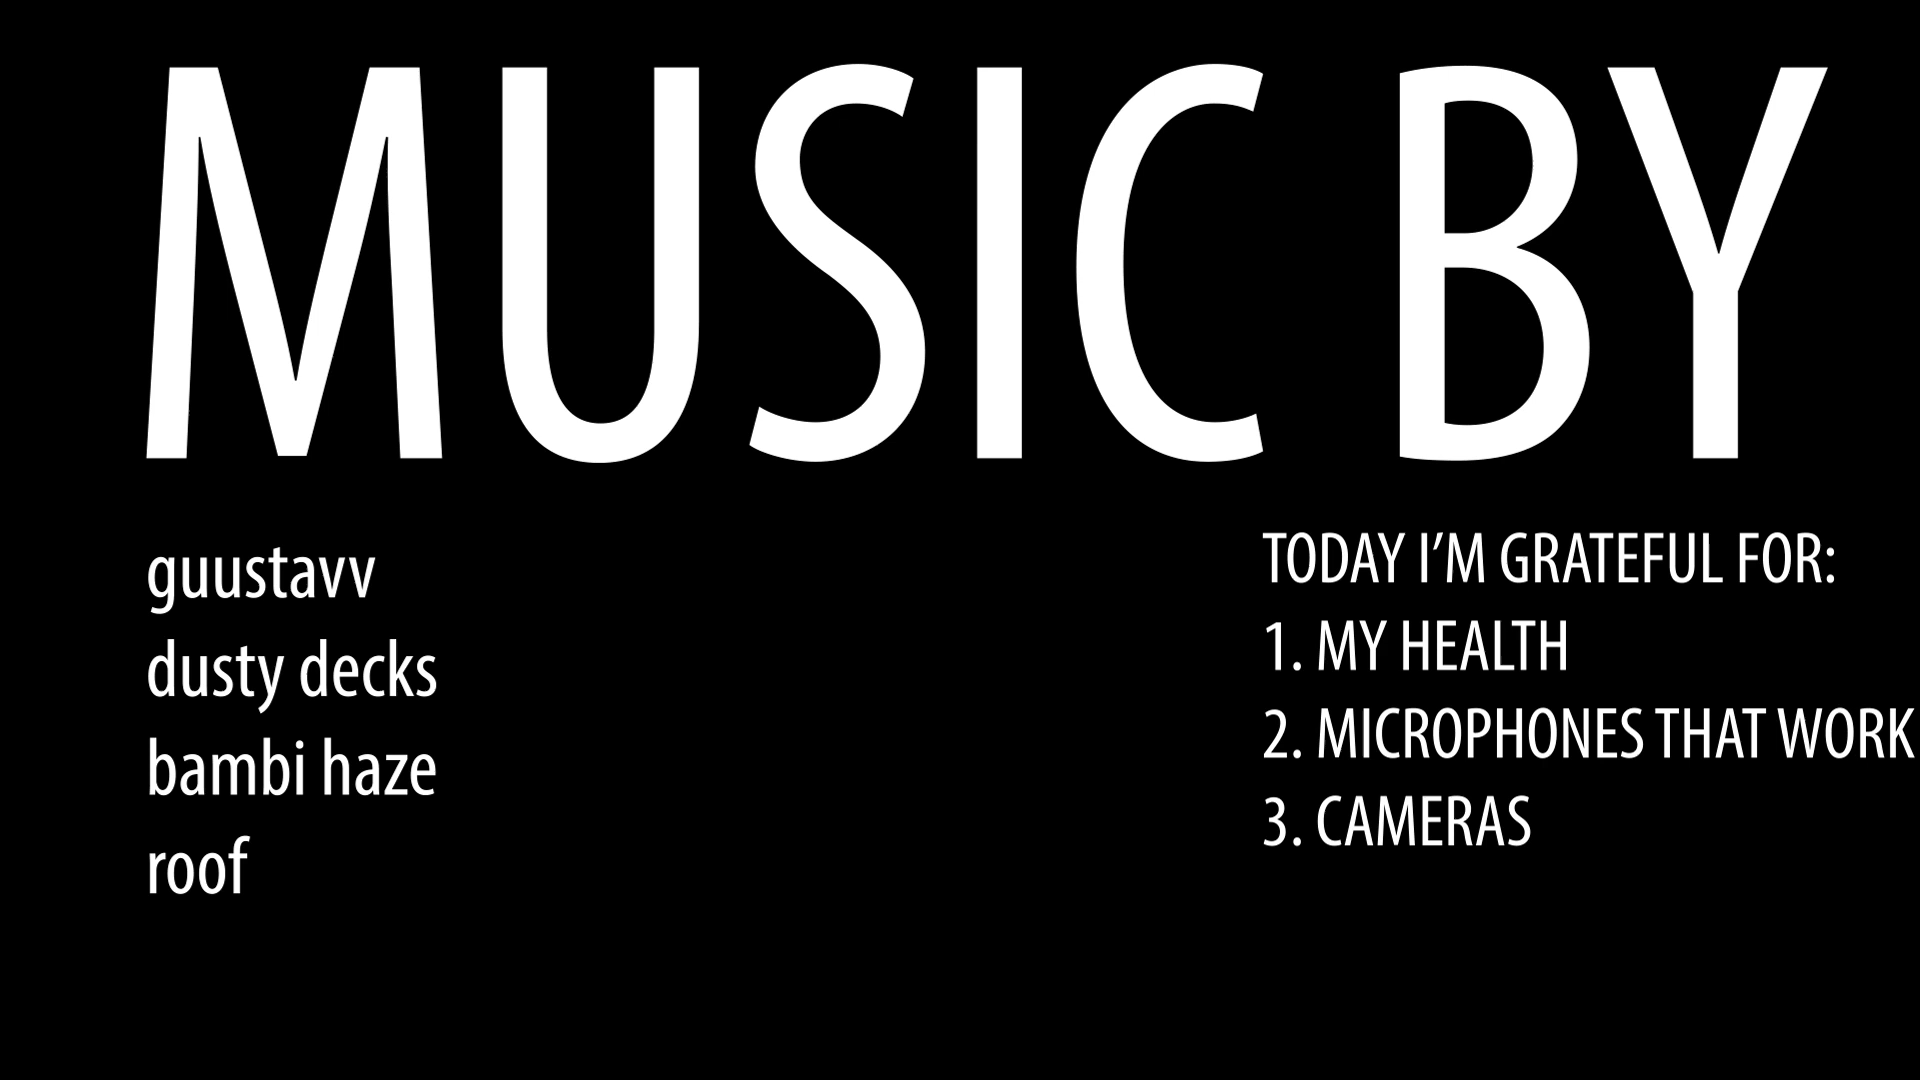 MUSIC BY
guustavv
dusty decks
bambi haze
roof
TODAY I’M GRATEFUL FOR:
1. MY HEALTH
2. MICROPHONES THAT WORK
3. CAMERAS